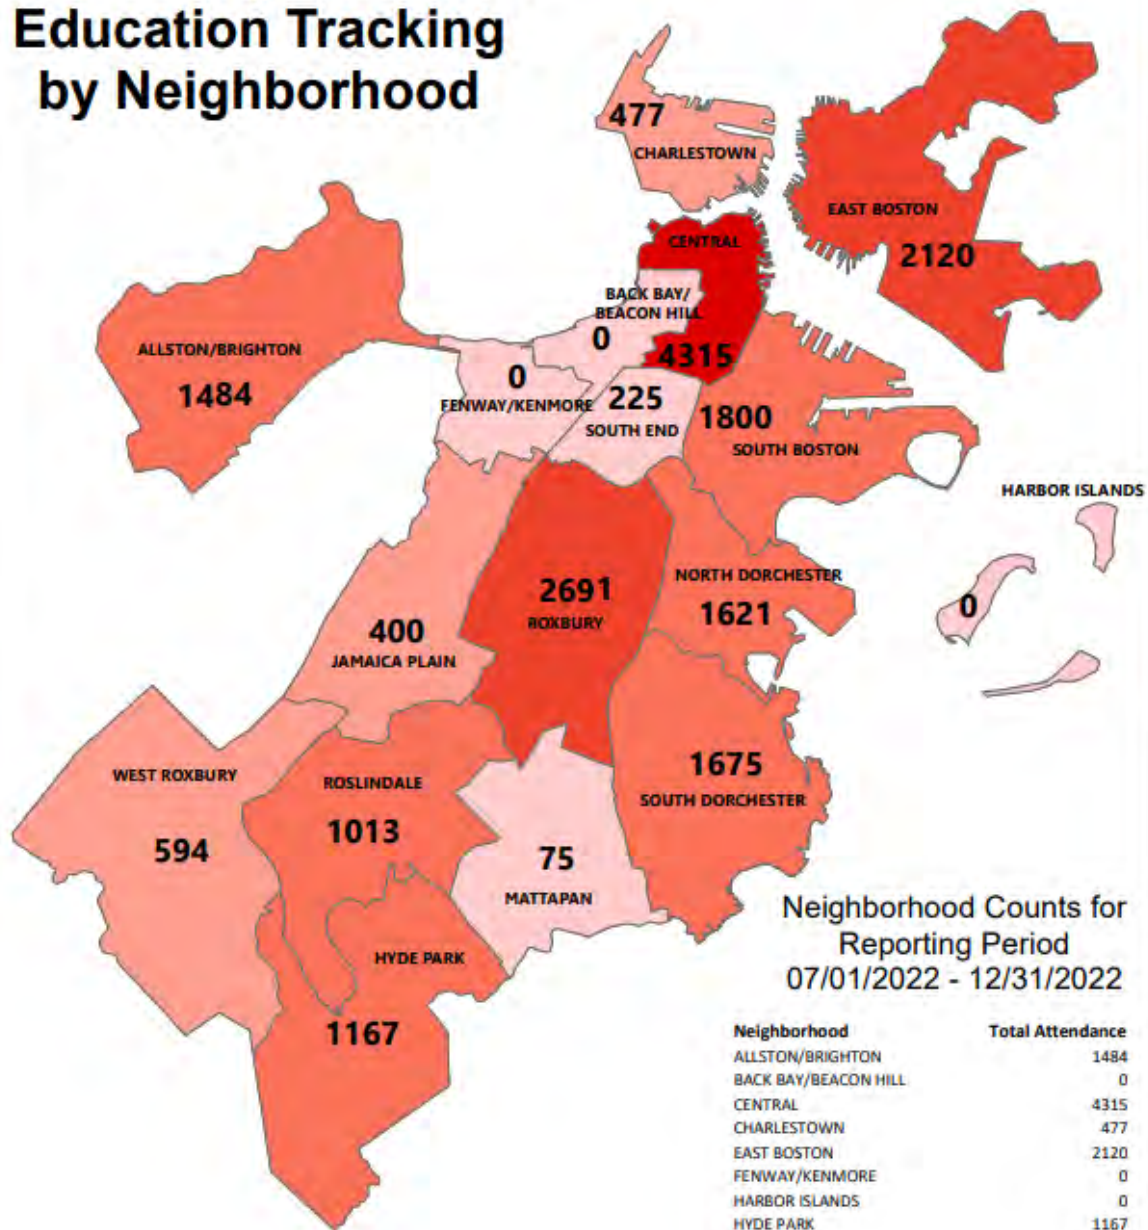 Education Tracking
by Neighborhood
477
CHARLESTOWN
EAST BOSTON
2120
CENTRAL
4315
BACK BAY/
BEACON HILL
0
ALLSTON/BRIGHTON
1484
0
FENWAY/KENMORE
225
SOUTH END
1800
SOUTH BOSTON
HARBOR ISLANDS
0
NORTH DORCHESTER
1621
2691
ROXBURY
400
JAMAICA PLAIN
WEST ROXBURY
594
ROSLINDALE
1013
1675
SOUTH DORCHESTER
75
MATTAPAN
HYDE PARK
1167
Neighborhood Counts for
Reporting Period
07/01/2022 - 12/31/2022
Neighborhood Total Attendance
ALLSTON/BRIGHTON 1484
BACK BAY/BEACON HILL 0
CENTRAL 4315
CHARLESTOWN 477
EAST BOSTON 2120
FENWAY/KENMORE 0
HARBOR ISLANDS 0
HYDE PARK 1167